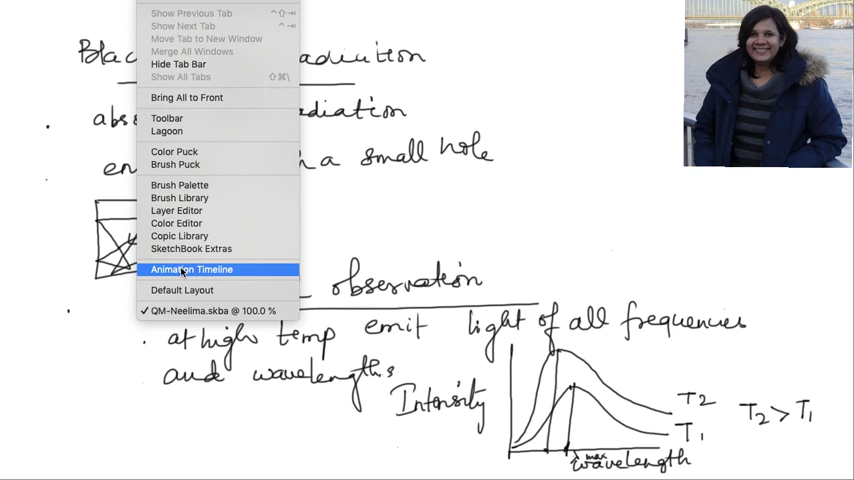 Show Previous Tab ^⇧⇥
Show Next Tab ^⇥
Move Tab to New Window
Merge All Windows
Hide Tab Bar
Show All Tabs ⇧⌘\
Bring All to Front
Toolbar
Lagoon
Color Puck
Brush Puck
Brush Palette
Brush Library
Layer Editor
Color Editor
Copic Library
SketchBook Extras
Animation Timeline
Default Layout
✓ QM-Neelima.skba @ 100.0 %
Blac adiation
abs adiation
en h a small hole
observation
. at high temp emit light of all frequencies
and wavelengths
Intensity
T2
T1
T2 > T1
λ max
wavelength